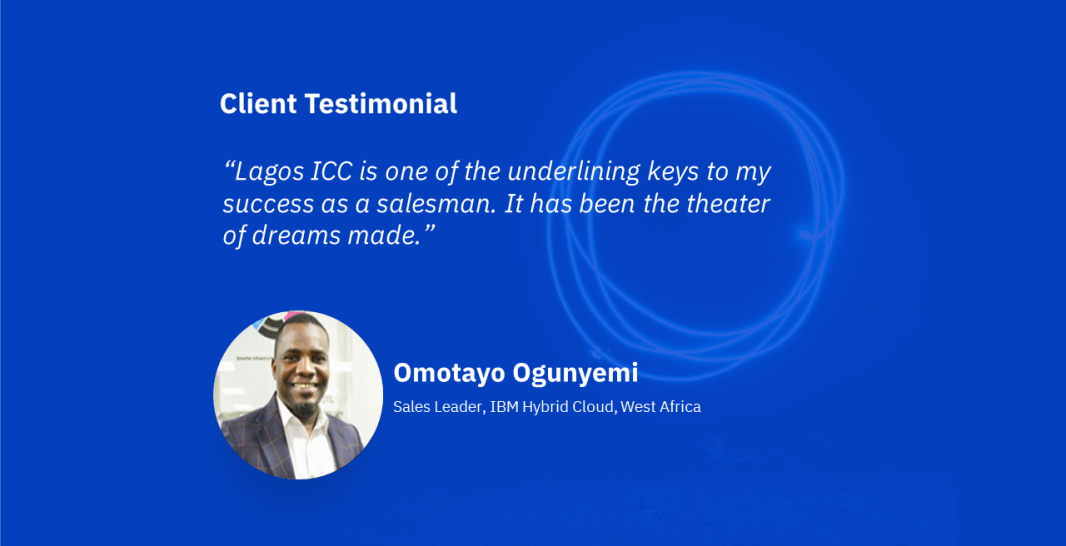 Client Testimonial
“Lagos ICC is one of the underlining keys to my
success as a salesman. It has been the theater
of dreams made.”
Omotayo Ogunyemi
Sales Leader, IBM Hybrid Cloud, West Africa